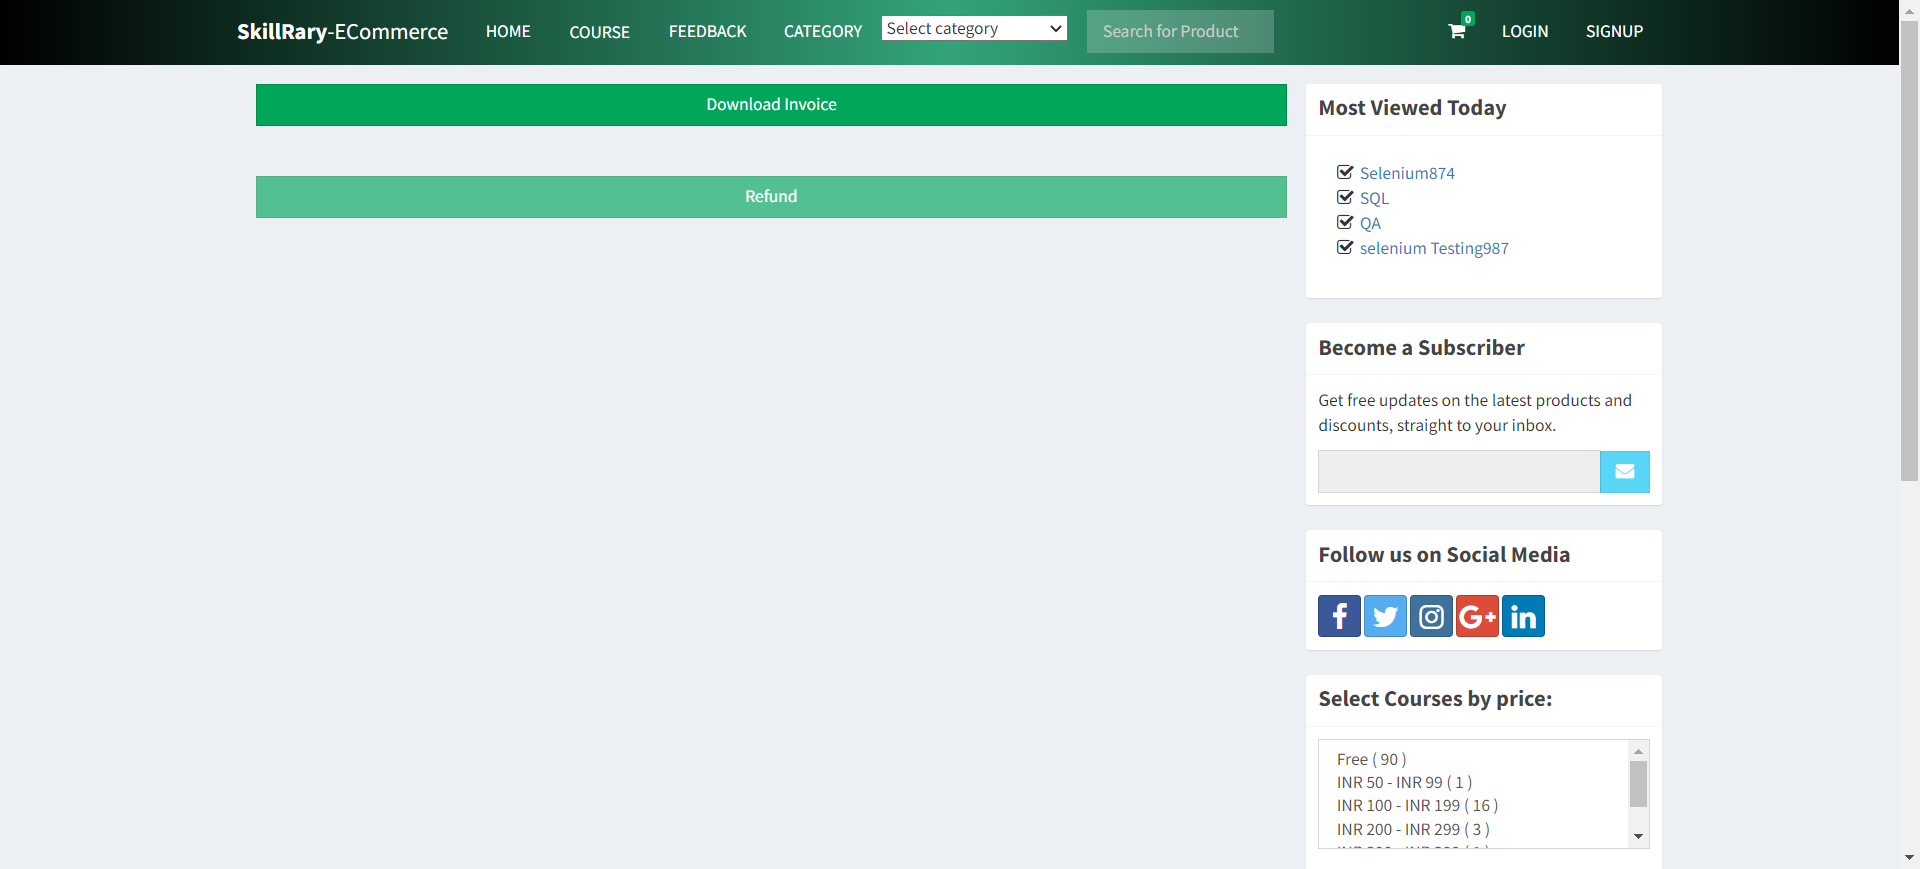 SkillRary-ECommerce HOME COURSE FEEDBACK CATEGORY Select category Search for Product 0 LOGIN SIGNUP
Download Invoice
Refund
Most Viewed Today
Selenium874
SQL
QA
selenium Testing987
Become a Subscriber
Get free updates on the latest products and
discounts, straight to your inbox.
Follow us on Social Media
Select Courses by price:
Free ( 90 )
INR 50 - INR 99 ( 1 )
INR 100 - INR 199 ( 16 )
INR 200 - INR 299 ( 3 )